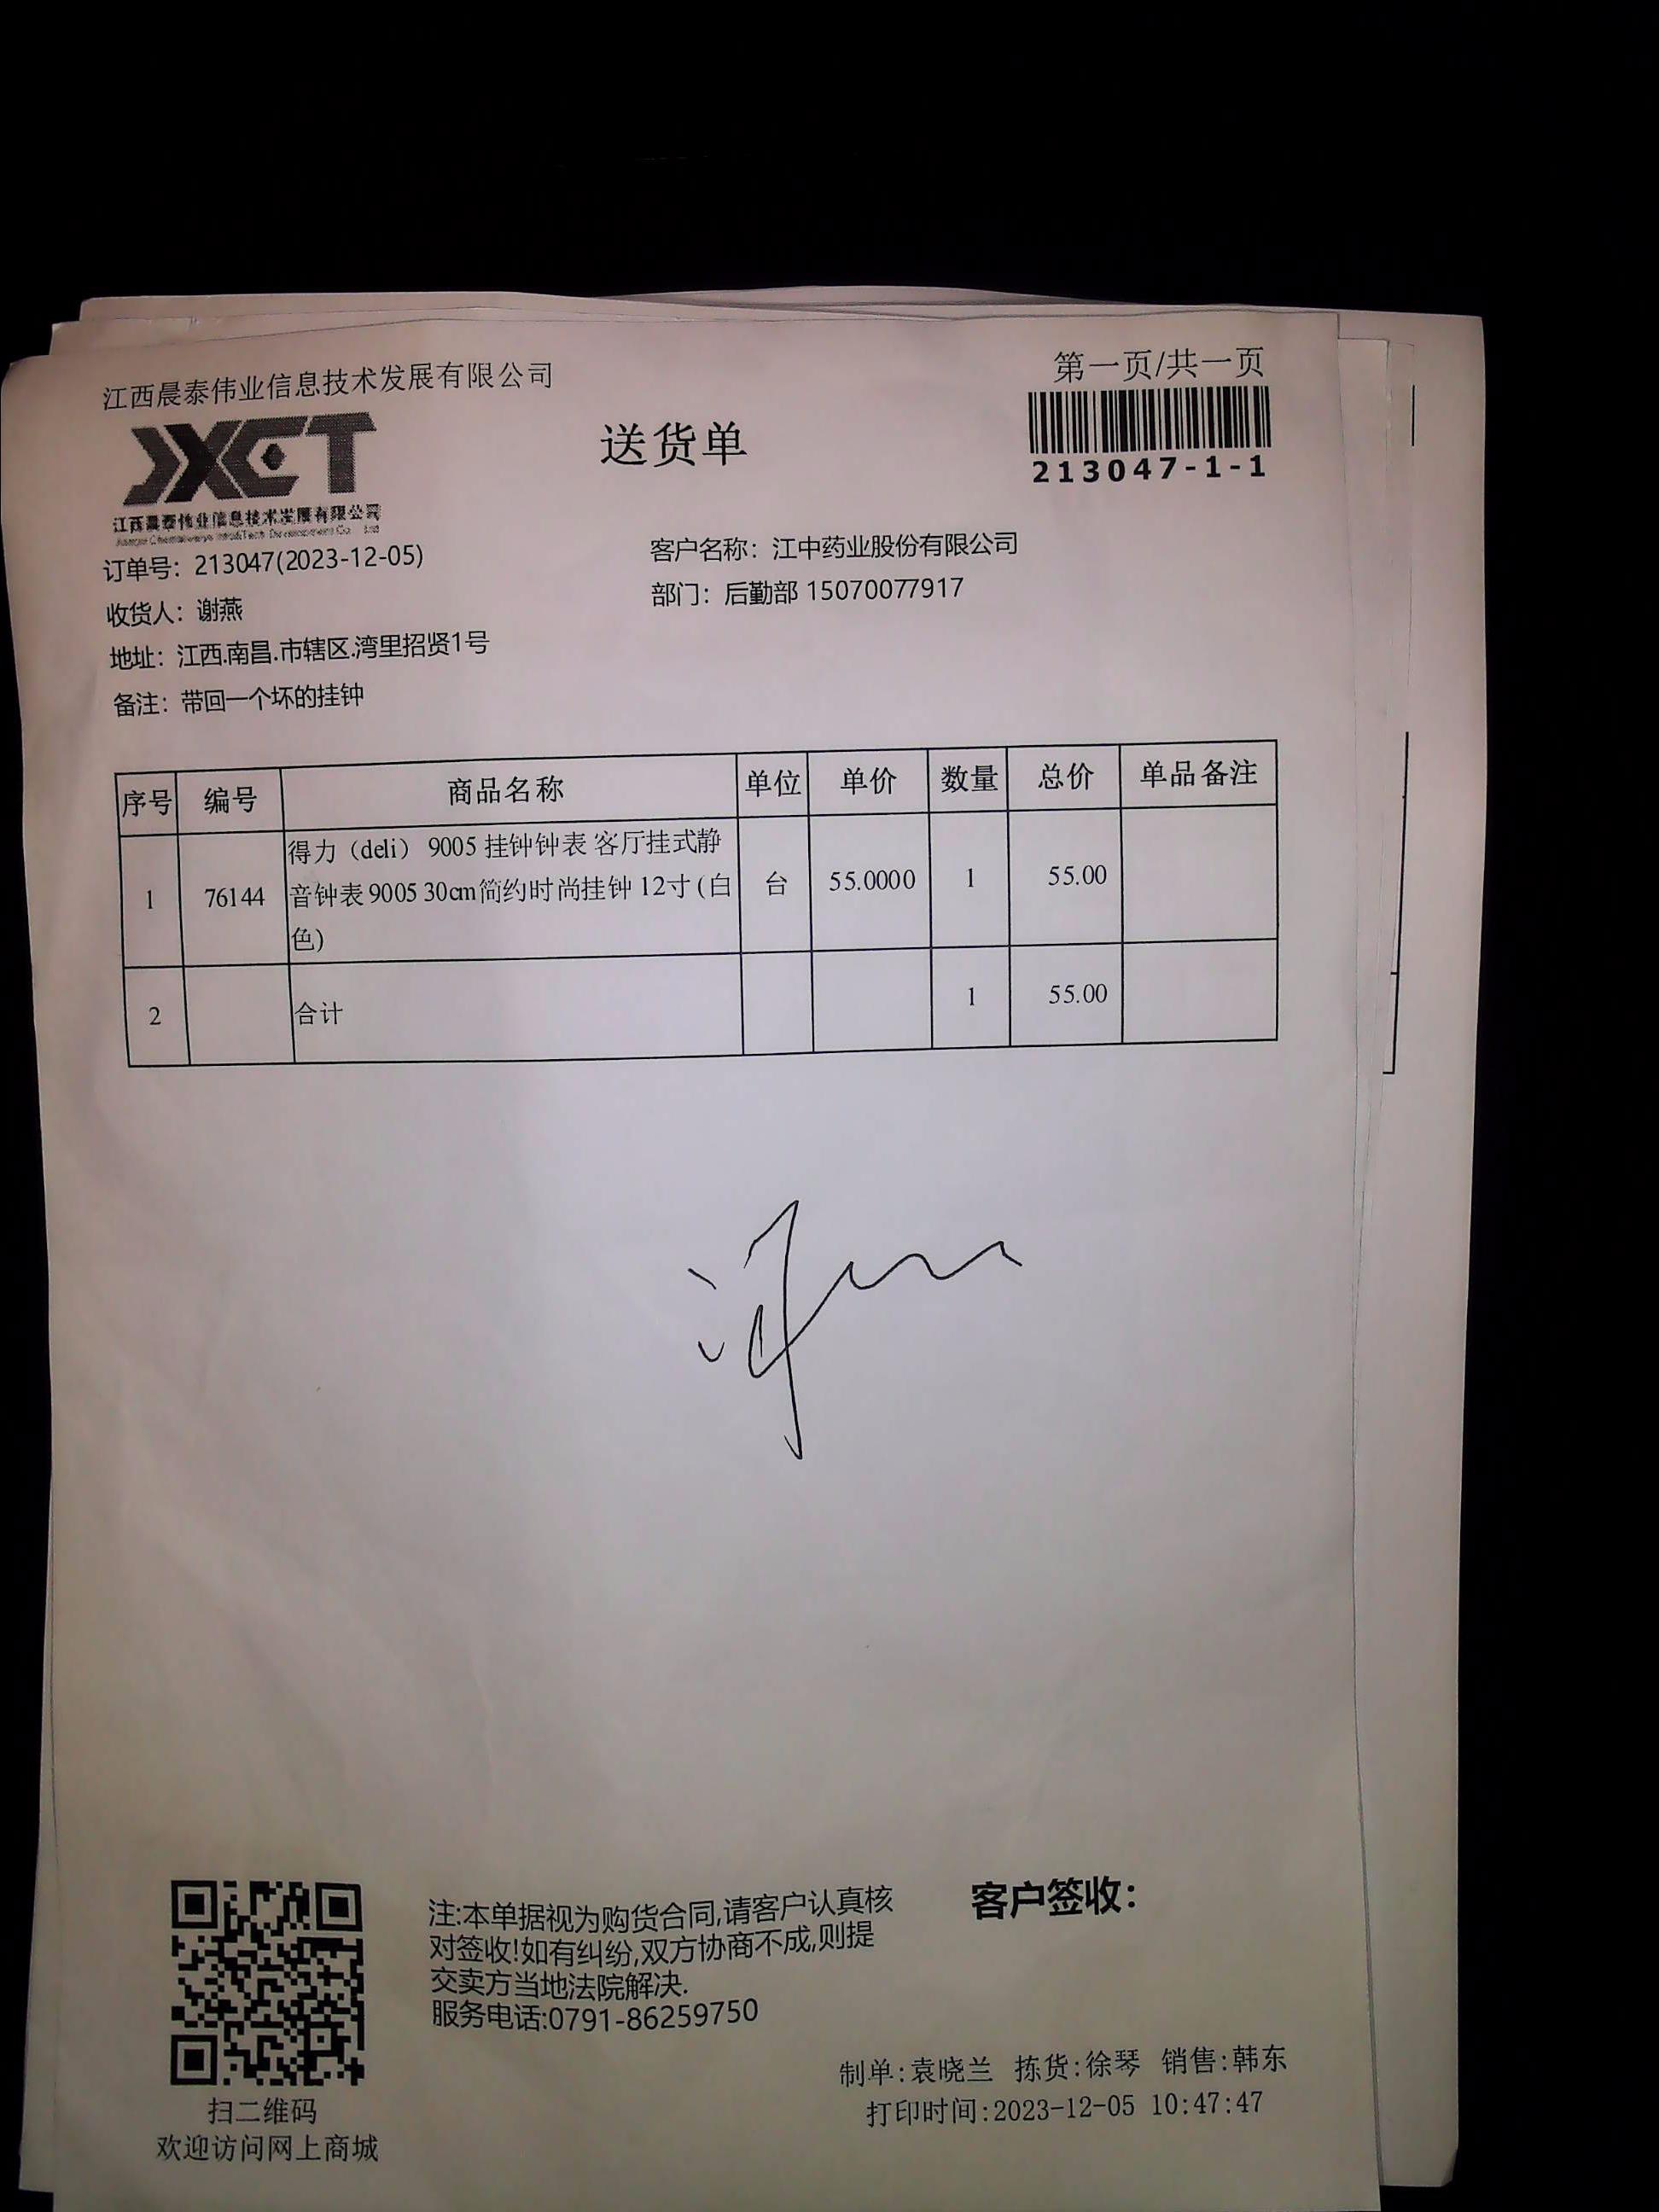 江西晨泰伟业信息技术发展有限公司
第一页/共一页
JXCT
送货单
213047-1-1
江西晨泰伟业信息技术发展有限公司
订单号：213047(2023-12-05)
客户名称：江中药业股份有限公司
收货人：谢燕
部门：后勤部 15070077917
地址：江西.南昌.市辖区.湾里招贤1号
备注：带回一个坏的挂钟
序号 编号 商品名称 单位 单价 数量 总价 单品备注
得力（deli） 9005 挂钟钟表 客厅挂式静
1 76144 音钟表 9005 30cm简约时尚挂钟 12寸 (白 台 55.0000 1 55.00
色)
2 合计 1 55.00
注:本单据视为购货合同,请客户认真核
对签收!如有纠纷,双方协商不成,则提
交卖方当地法院解决.
服务电话:0791-86259750
客户签收：
制单:袁晓兰 拣货:徐琴 销售:韩东
打印时间:2023-12-05 10:47:47
扫二维码
欢迎访问网上商城